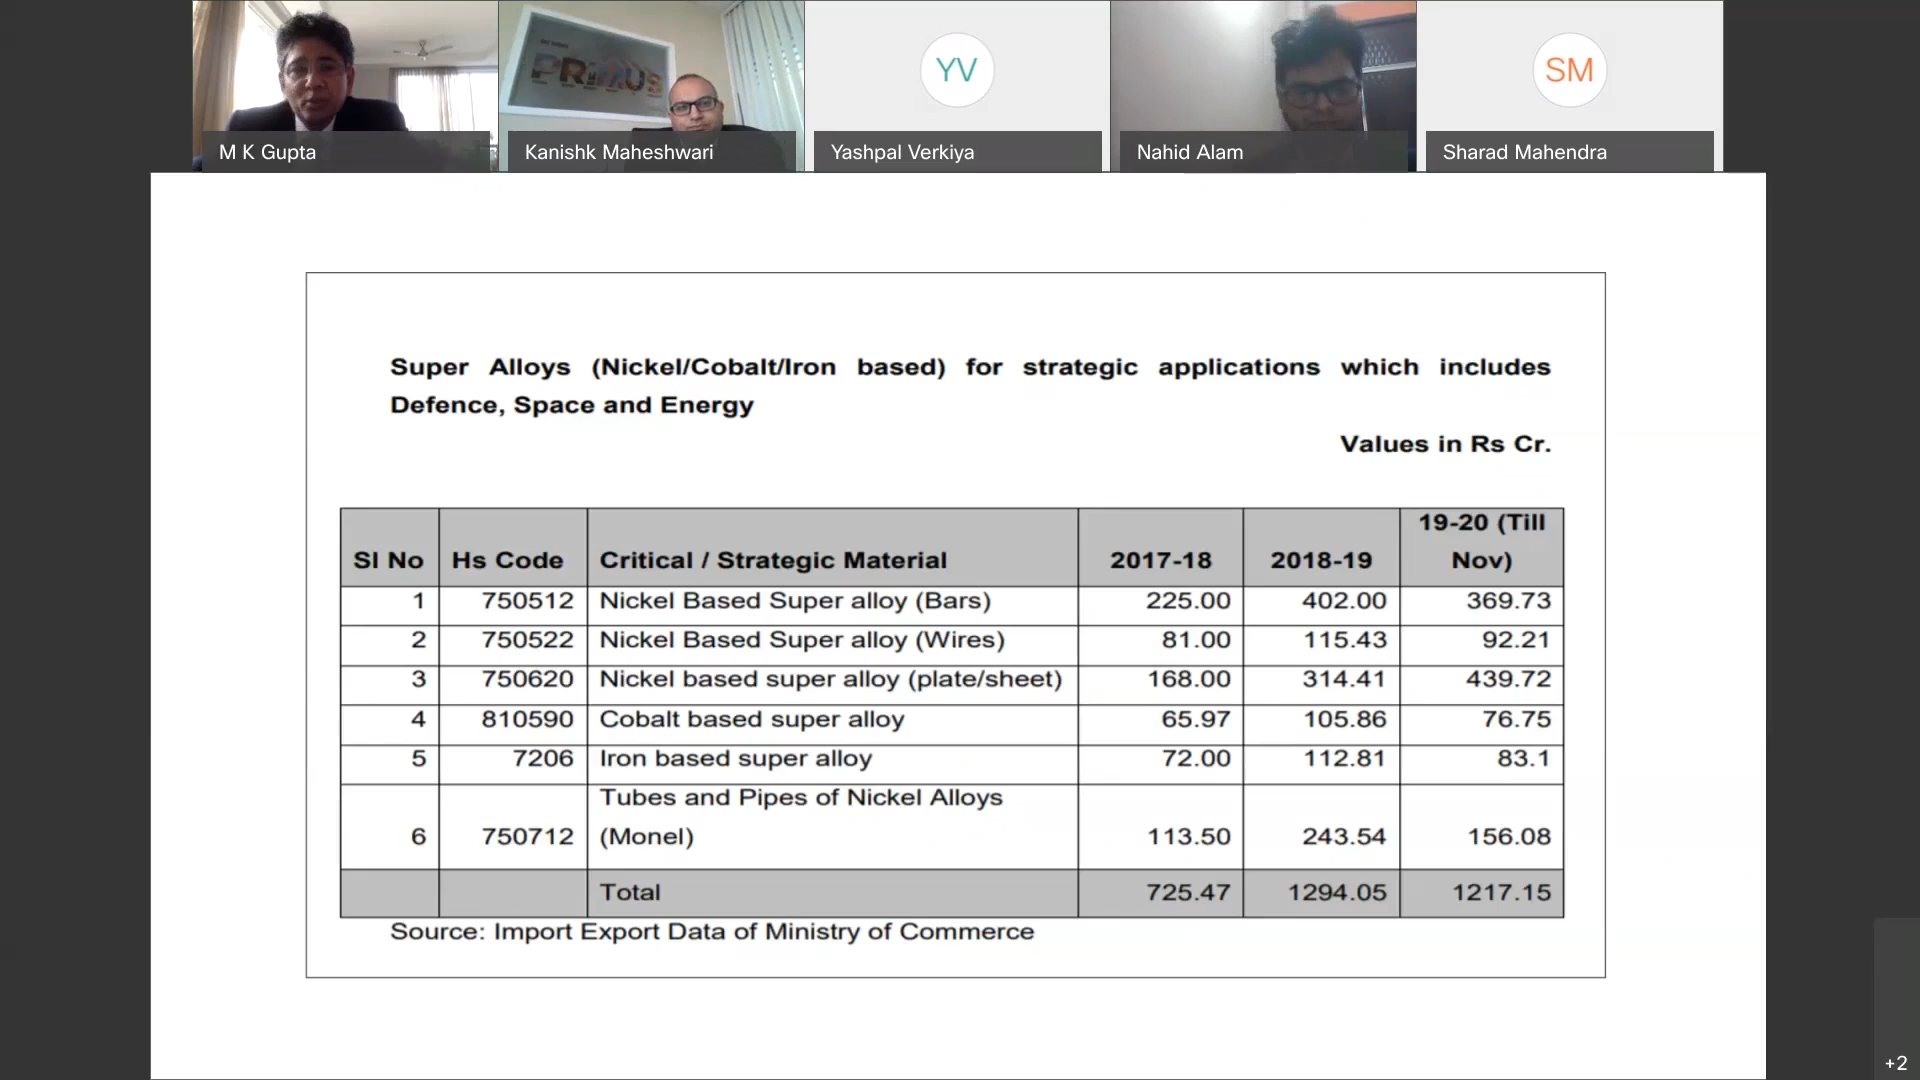 PRIMUS
YV
SM
M K Gupta
Kanishk Maheshwari
Yashpal Verkiya
Nahid Alam
Sharad Mahendra
Super Alloys (Nickel/Cobalt/Iron based) for strategic applications which includes
Defence, Space and Energy
Values in Rs Cr.
Sl No Hs Code Critical / Strategic Material 2017-18 2018-19 19-20 (Till Nov)
1 750512 Nickel Based Super alloy (Bars) 225.00 402.00 369.73
2 750522 Nickel Based Super alloy (Wires) 81.00 115.43 92.21
3 750620 Nickel based super alloy (plate/sheet) 168.00 314.41 439.72
4 810590 Cobalt based super alloy 65.97 105.86 76.75
5 7206 Iron based super alloy 72.00 112.81 83.1
6 750712 Tubes and Pipes of Nickel Alloys (Monel) 113.50 243.54 156.08
Total 725.47 1294.05 1217.15
Source: Import Export Data of Ministry of Commerce
+2